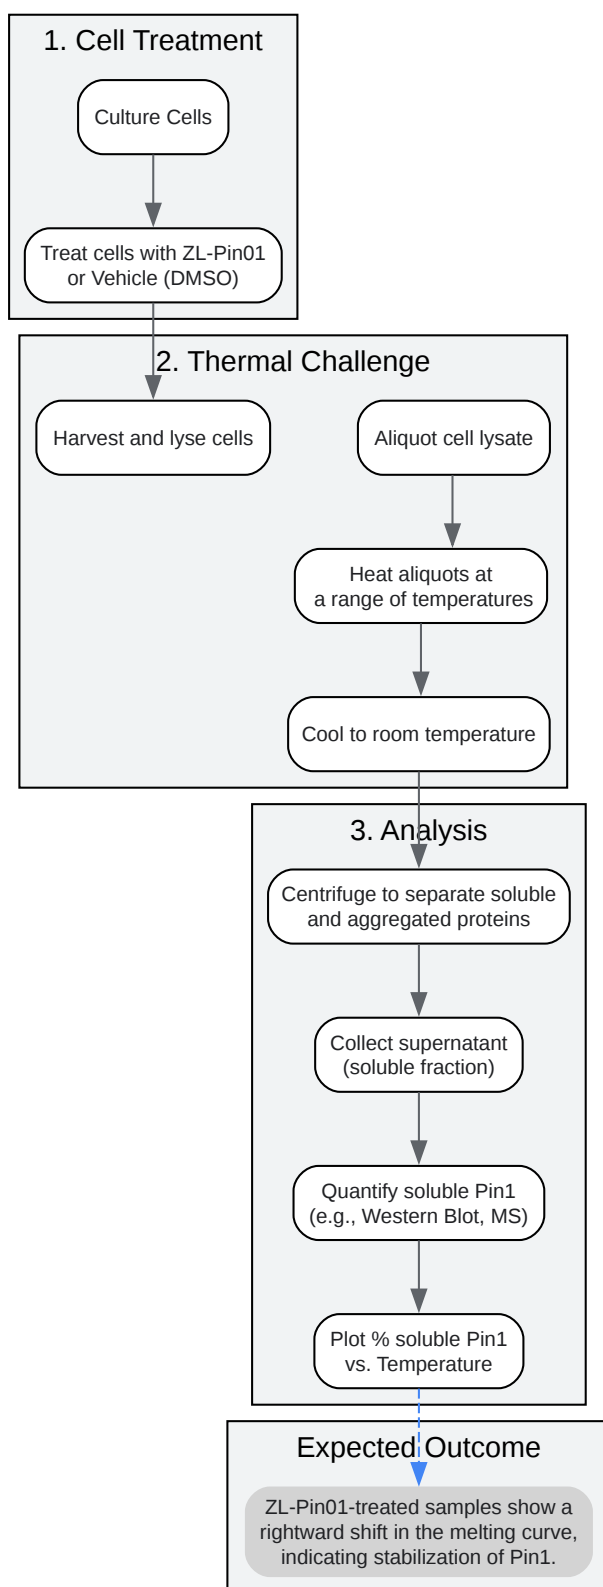 1. Cell Treatment
Culture Cells
Treat cells with ZL-Pin01
or Vehicle (DMSO)
2. Thermal Challenge
Harvest and lyse cells
Aliquot cell lysate
Heat aliquots at
a range of temperatures
Cool to room temperature
3. Analysis
Centrifuge to separate soluble
and aggregated proteins
Collect supernatant
(soluble fraction)
Quantify soluble Pin1
(e.g., Western Blot, MS)
Plot % soluble Pin1
vs. Temperature
Expected Outcome
ZL-Pin01-treated samples show a
rightward shift in the melting curve,
indicating stabilization of Pin1.